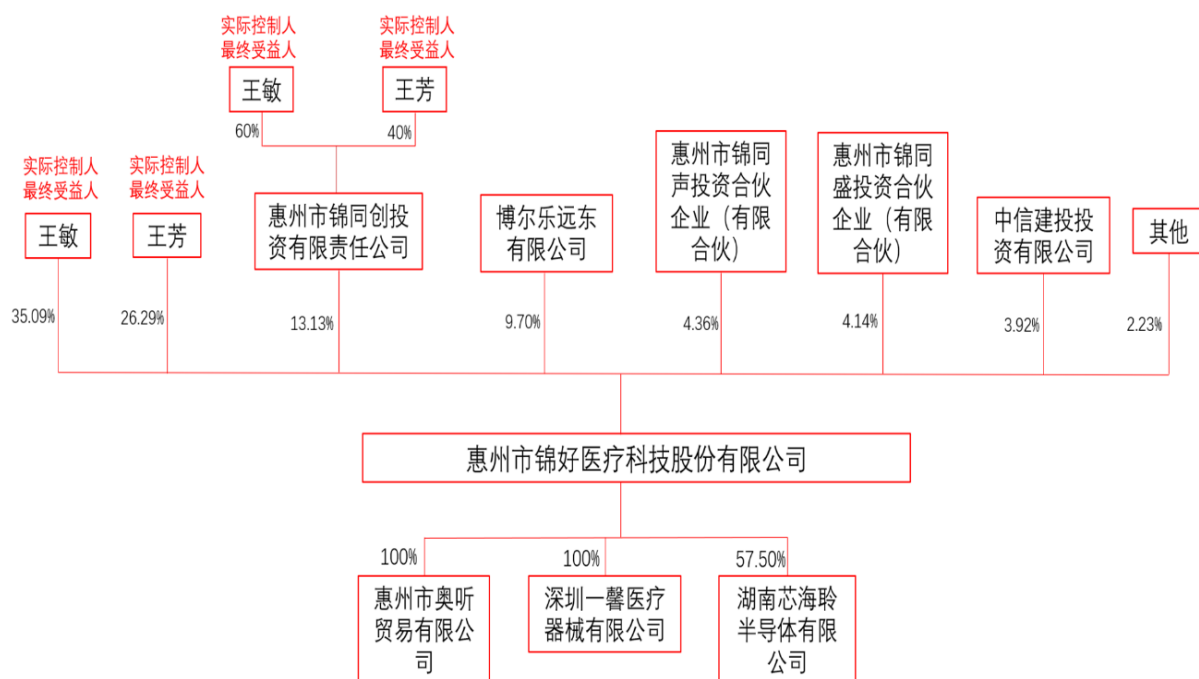 实际控制人
最终受益人
王敏
实际控制人
最终受益人
王芳
60%
40%
实际控制人
最终受益人
王敏
实际控制人
最终受益人
王芳
惠州市锦同创投
资有限责任公司
博尔乐远东
有限公司
惠州市锦同
声投资合伙
企业（有限
合伙）
惠州市锦同
盛投资合伙
企业（有限
合伙）
中信建投投
资有限公司
其他
35.09%
26.29%
13.13%
9.70%
4.36%
4.14%
3.92%
2.23%
惠州市锦好医疗科技股份有限公司
100%
100%
57.50%
惠州市奥听
贸易有限公
司
深圳一馨医疗
器械有限公司
湖南芯海聆
半导体有限
公司